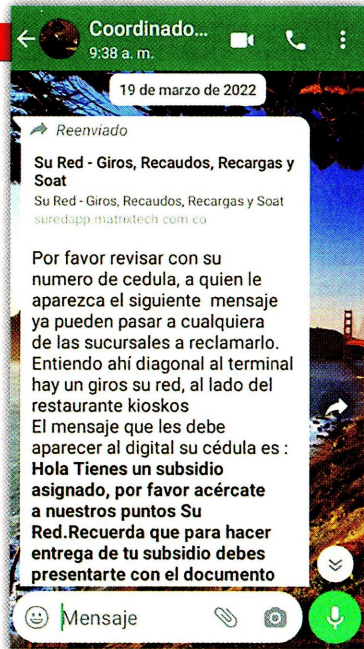 Coordinado...
9:38 a. m.
19 de marzo de 2022
Reenviado
Su Red - Giros, Recaudos, Recargas y
Soat
Su Red - Giros, Recaudos, Recargas y Soat
suredapp.matrixtech.com.co
Por favor revisar con su
numero de cedula, a quien le
aparezca el siguiente mensaje
ya pueden pasar a cualquiera
de las sucursales a reclamarlo.
Entiendo ahí diagonal al terminal
hay un giros su red, al lado del
restaurante kioskos
El mensaje que les debe
aparecer al digital su cédula es :
Hola Tienes un subsidio
asignado, por favor acércate
a nuestros puntos Su
Red.Recuerda que para hacer
entrega de tu subsidio debes
presentarte con el documento
Mensaje